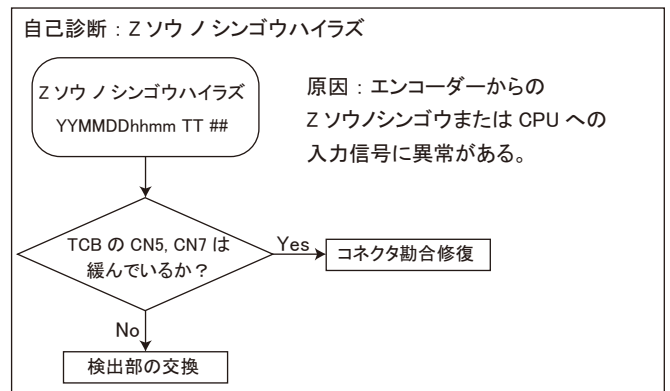 自己診断：Z ソウ ノ シンゴウハイラズ
Z ソウ ノ シンゴウハイラズ
YYMMDDhhmm TT ##
原因：エンコーダーからの
Z ソウノシンゴウまたは CPU への
入力信号に異常がある。
TCB の CN5, CN7 は
緩んでいるか？
Yes
コネクタ勘合修復
No
検出部の交換